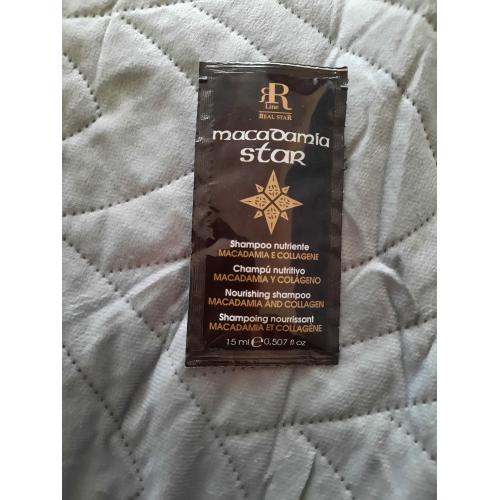 RR
Line
REAL STAR
macadamia
star
Shampoo nutriente
MACADAMIA E COLLAGENE
Champú nutritivo
MACADAMIA Y COLÁGENO
Nourishing shampoo
MACADAMIA AND COLLAGEN
Shampoing nourrissant
MACADAMIA ET COLLAGÈNE
15 ml e 0,507 fl oz